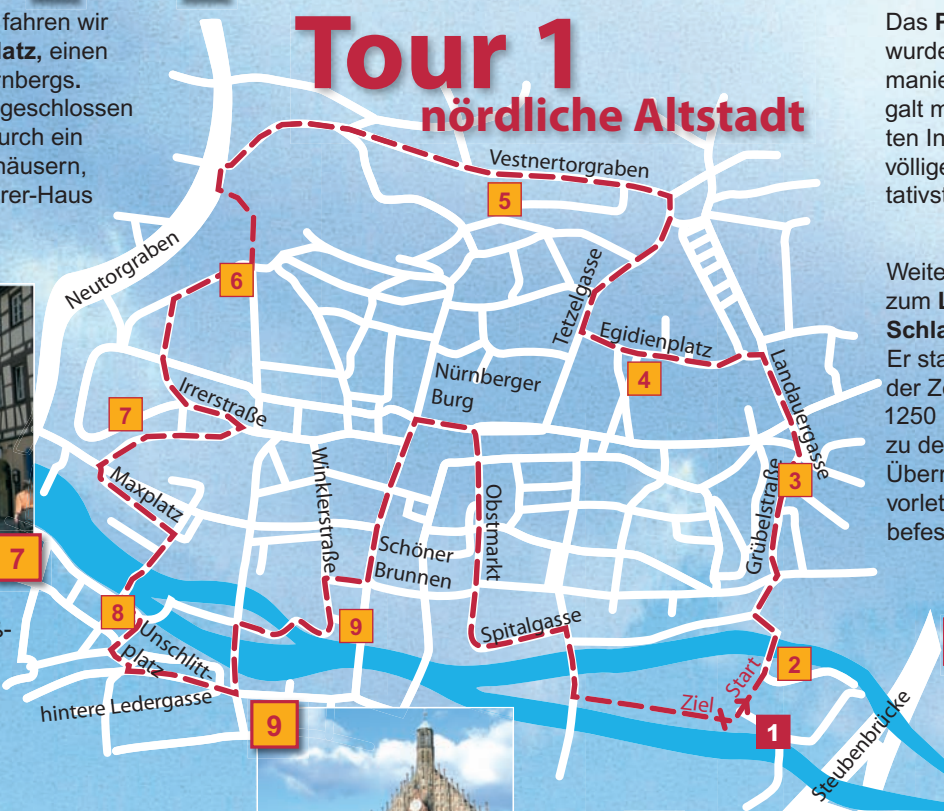 fahren wir
latz, einen
rnbergs.
geschlossen
urch ein
häusern,
rer-Haus
Tour 1
nördliche Altstadt
Das
wurde
manie
galt m
ten In
völlige
tativst
Weite
zum L
Schla
Er sta
der Z
1250
zu de
Überr
vorlet
befes
Vestnertorgraben
5
Neutorgraben
6
Tetzelgasse
Egidienplatz
4
Landauergasse
Nürnberger
Burg
Irrerstraße
7
3
Grübelstraße
Maxplatz
Winklerstraße
Obstmarkt
Schöner
Brunnen
7
8
9
Spitalgasse
Unschlitt-
platz
2
hintere Ledergasse
Ziel
Start
9
1
Steubenbrücke